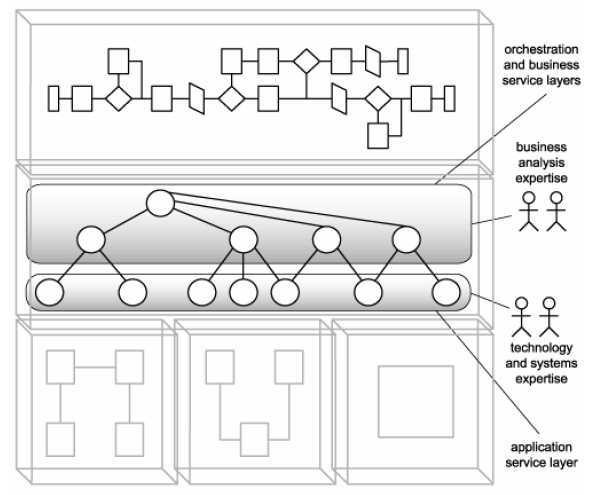 orchestration
and business
service layers
business
analysis
expertise
technology
and systems
expertise
application
service layer